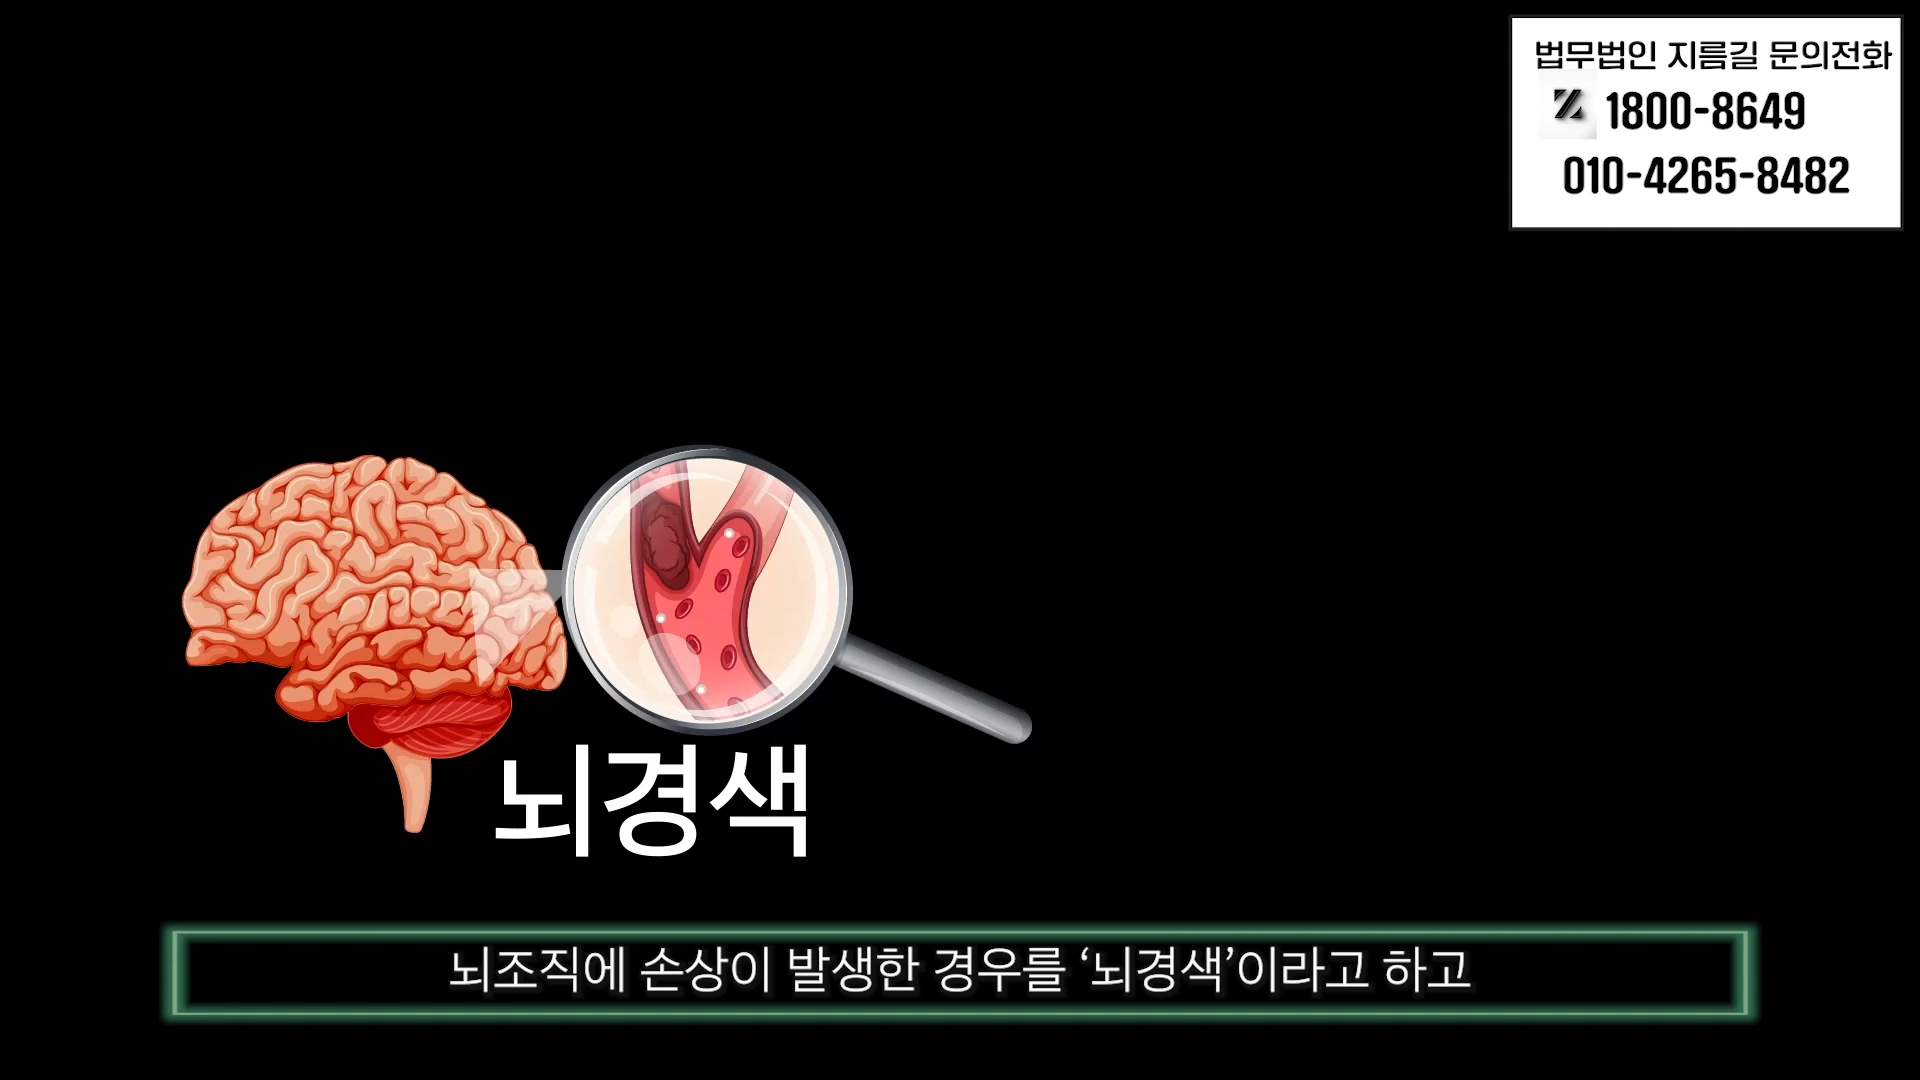 법무법인 지름길 문의전화
1800-8649
010-4265-8482
뇌경색
뇌조직에 손상이 발생한 경우를 ‘뇌경색’이라고 하고